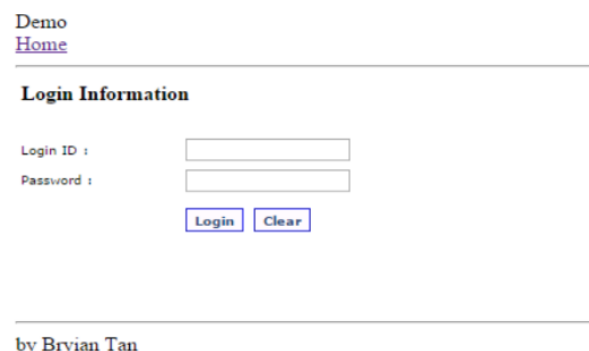 Demo
Home
Login Information
Login ID :
Password :
Login Clear
by Bryian Tan